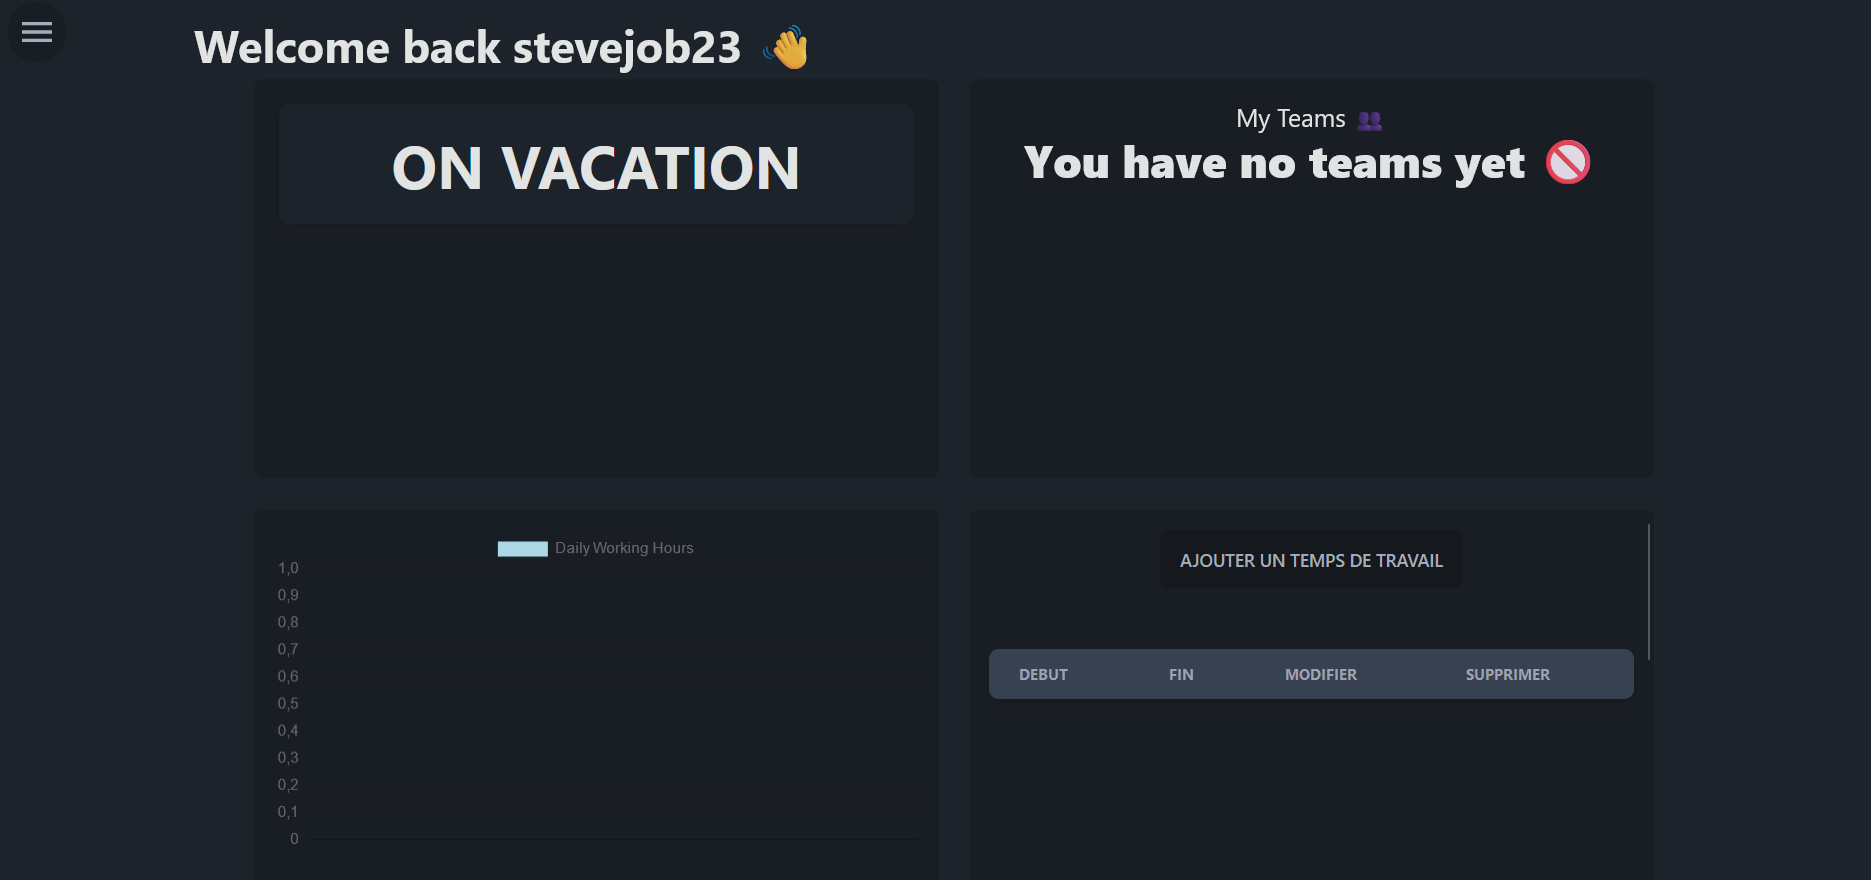 Welcome back stevejob23 👋
ON VACATION
My Teams 👥
You have no teams yet 🚫
Daily Working Hours
1,0
0,9
0,8
0,7
0,6
0,5
0,4
0,3
0,2
0,1
0
AJOUTER UN TEMPS DE TRAVAIL
DEBUT FIN MODIFIER SUPPRIMER